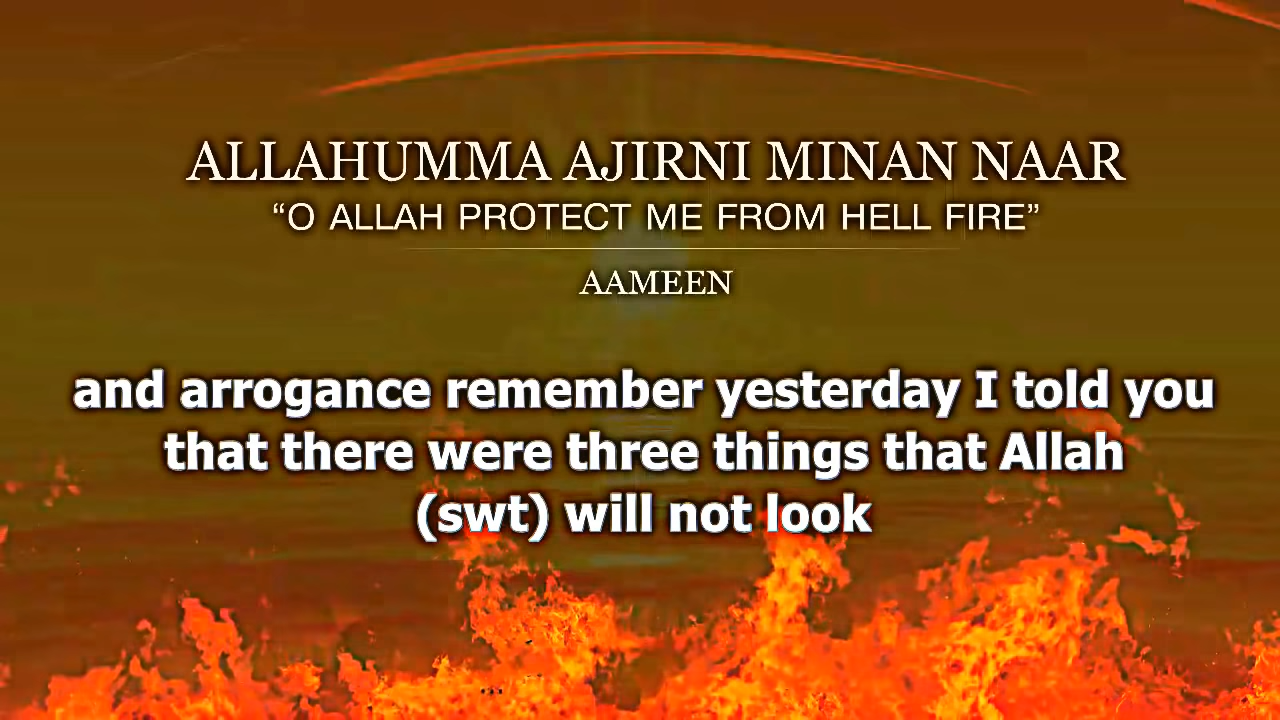 ALLAHUMMA AJIRNI MINAN NAAR
“O ALLAH PROTECT ME FROM HELL FIRE”
AAMEEN
and arrogance remember yesterday I told you
that there were three things that Allah
(swt) will not look